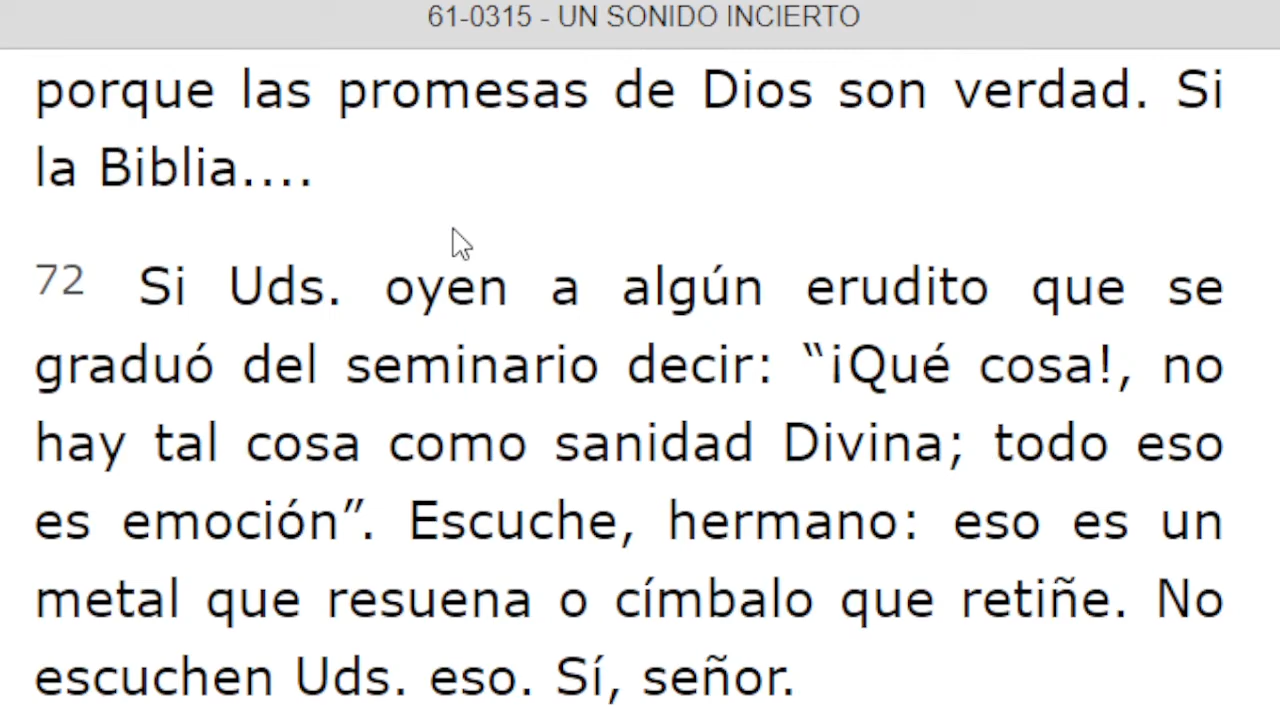 61-0315 - UN SONIDO INCIERTO
porque las promesas de Dios son verdad. Si
la Biblia....
72 Si Uds. oyen a algún erudito que se
graduó del seminario decir: “¡Qué cosa!, no
hay tal cosa como sanidad Divina; todo eso
es emoción”. Escuche, hermano: eso es un
metal que resuena o címbalo que retiñe. No
escuchen Uds. eso. Sí, señor.